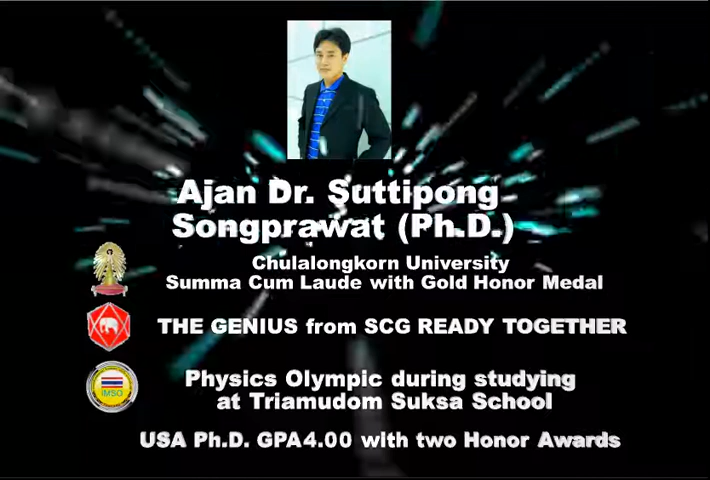 Ajan Dr. Suttipong
Songprawat (Ph.D.)
Chulalongkorn University
Summa Cum Laude with Gold Honor Medal
THE GENIUS from SCG READY TOGETHER
IMSO
Physics Olympic during studying
at Triamudom Suksa School
USA Ph.D. GPA4.00 with two Honor Awards